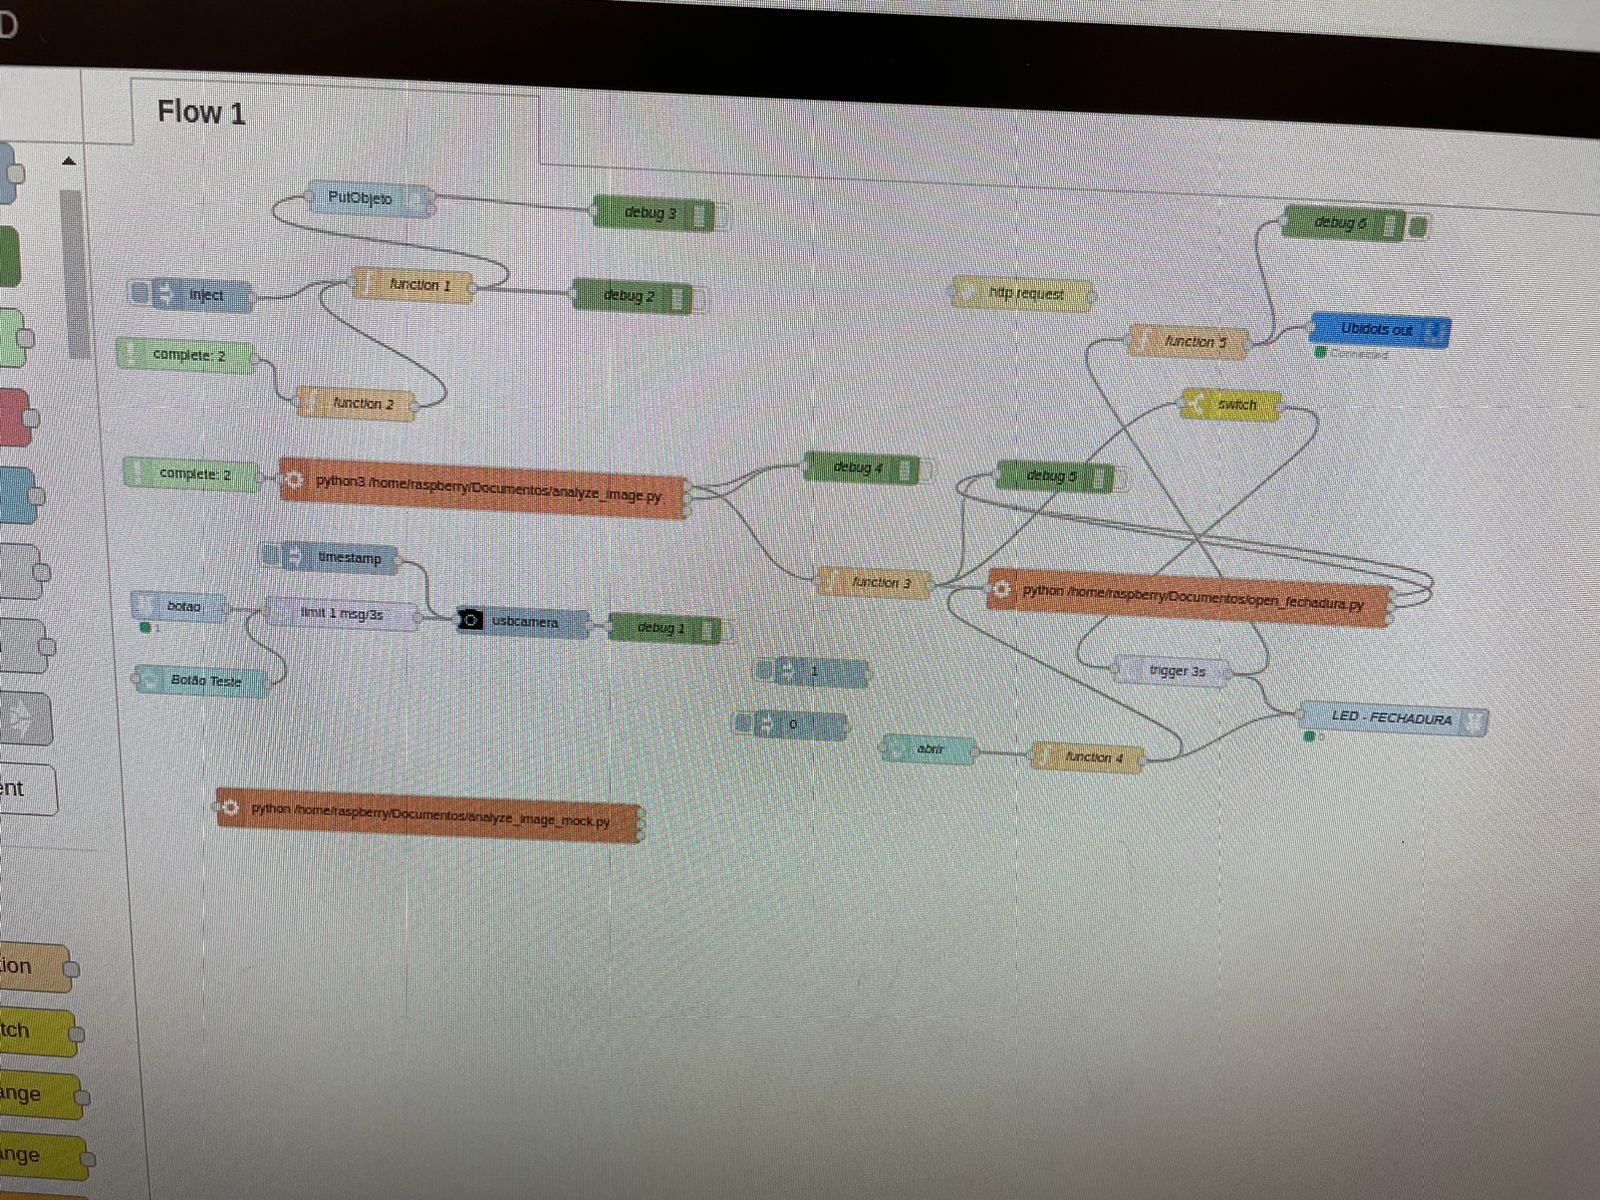 D
Flow 1
PutObjeto
debug 3
debug 6
inject
function 1
debug 2
http request
Ubidots out
Connected
function 5
complete: 2
function 2
switch
complete: 2
python3 /home/raspberry/Documentos/analyze_image.py
debug 4
debug 5
timestamp
function 3
python /home/raspberry/Documentos/open_fechadura.py
botao
1
limit 1 msg/3s
usbcamera
debug 1
Botão Teste
1
trigger 3s
0
LED - FECHADURA
0
abrir
function 4
ent
python /home/raspberry/Documentos/analyze_image_mock.py
tion
tch
ange
ange